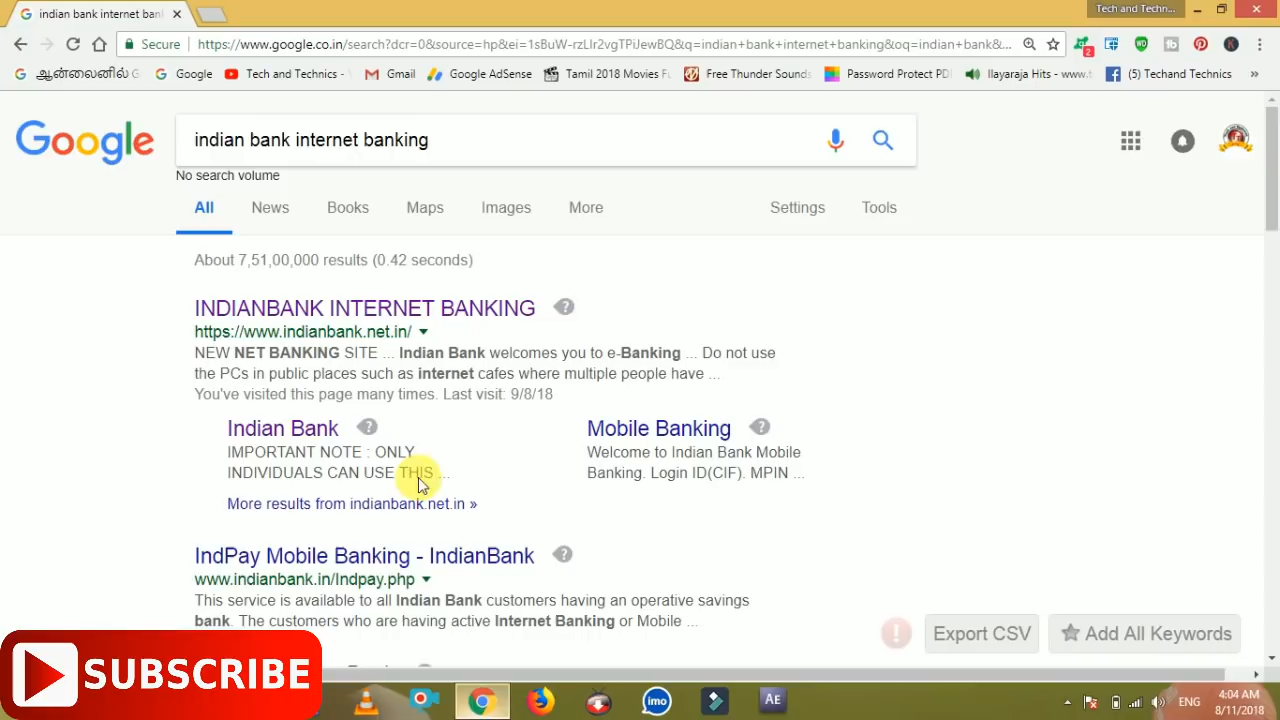 indian bank internet ban
Tech and Techn...
Secure
https://www.google.co.in/search?dcr=0&source=hp&ei=1sBuW-rzLIr2vgTPiJewBQ&q=indian+bank+internet+banking&oq=indian+bank&...
ஆன்லைனில் G
Google
Tech and Technics -
Gmail
Google AdSense
Tamil 2018 Movies Fu
Free Thunder Sounds
Password Protect PD
Ilayaraja Hits - www.t
(5) Techand Technics
»
Google
indian bank internet banking
No search volume
All
News
Books
Maps
Images
More
Settings
Tools
About 7,51,00,000 results (0.42 seconds)
INDIANBANK INTERNET BANKING
https://www.indianbank.net.in/
NEW NET BANKING SITE ... Indian Bank welcomes you to e-Banking ... Do not use
the PCs in public places such as internet cafes where multiple people have ...
You've visited this page many times. Last visit: 9/8/18
Indian Bank
Mobile Banking
IMPORTANT NOTE : ONLY
Welcome to Indian Bank Mobile
INDIVIDUALS CAN USE THIS ...
Banking. Login ID(CIF). MPIN ...
More results from indianbank.net.in »
IndPay Mobile Banking - IndianBank
www.indianbank.in/Indpay.php
This service is available to all Indian Bank customers having an operative savings
bank. The customers who are having active Internet Banking or Mobile ...
Export CSV
Add All Keywords
SUBSCRIBE
imo
AE
ENG
4:04 AM
8/11/2018